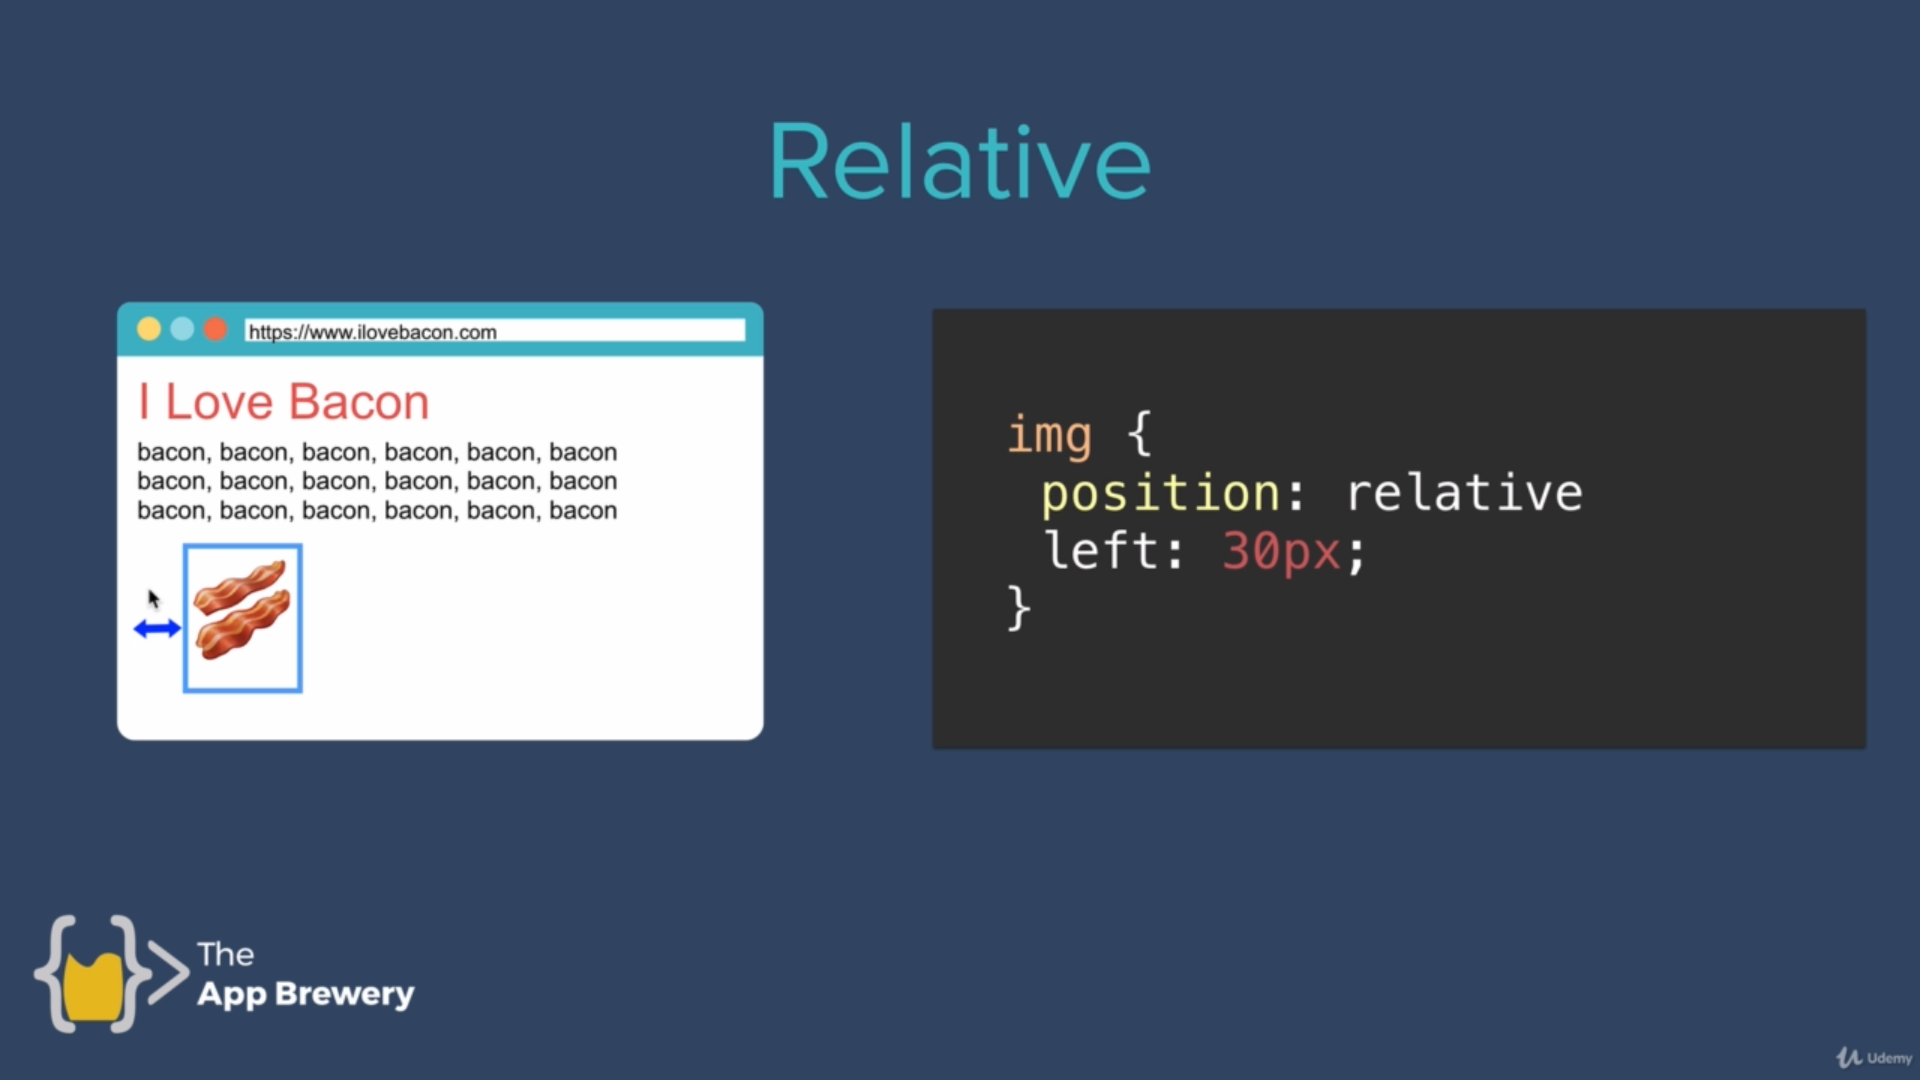 Relative
https://www.ilovebacon.com
I Love Bacon
bacon, bacon, bacon, bacon, bacon, bacon
bacon, bacon, bacon, bacon, bacon, bacon
bacon, bacon, bacon, bacon, bacon, bacon
img {
position: relative
left: 30px;
}
The
App Brewery
Udemy